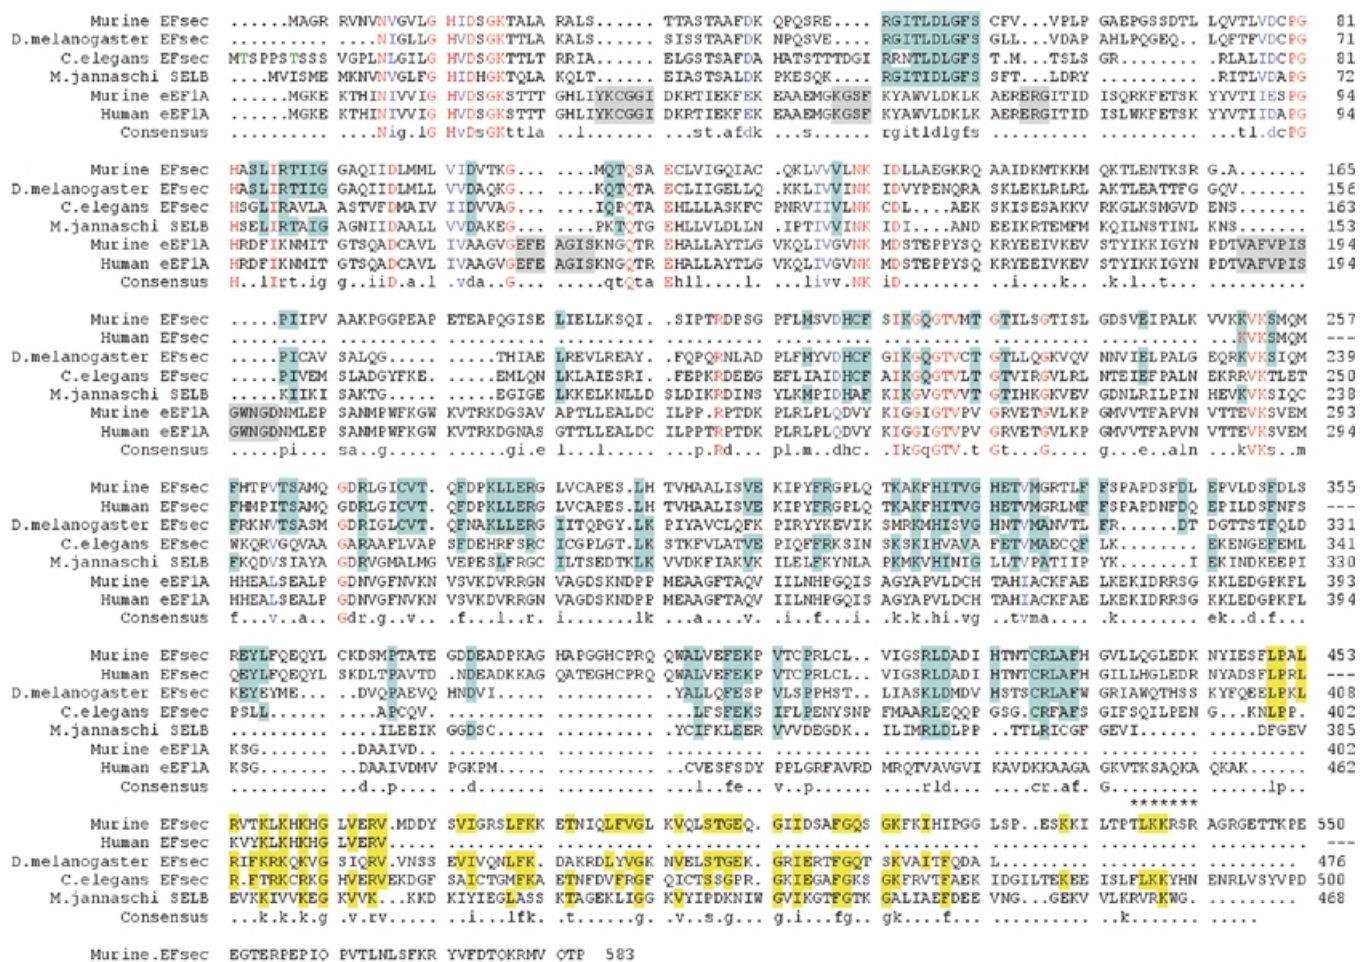 Murine EFsec .......MAGR RVNVNVGVLG HIDSGKTALA RALS...... TTASTAAFDK QPQSRE.... RGITLDLGFS CFV...VPLP GAEPGSSDTL LQVTLVDCPG 81
D.melanogaster EFsec .......... .....NIGLLG HVDSGKTTLA KALS...... SISSTAAFDK NPQSVE.... RGITLDLGFS GLV...DAPA HLPQGEQ... LQFTFVDCPG 71
C.elegans EFsec MTSPPSTSSS VGPLNLGILG HVDSGKTTLT RRIA...... ELGSTSAFDA HATSTTTDGI RRNTLDLGFS T.M...TSLS GR........ .RLALIDCPG 81
M.jannaschi SELB ....MVISME MKNVNVGLFG HIDHGKTQLA KQLT...... EIASTSALDK PKESQK.... RGITIDLGFS SFT...LDRY .......... .RITLVDAPG 72
Murine eEF1A .....MGKE KTHINIVVIG HVDSGKSTTT GHLIYKCGGI DKRTIEKFEK EAAEMGKGSF KYAWVLDKLK AERERGITID ISQRKFETSK YYVTIIESPG 94
Human eEF1A .....MGKE KTHINIVVIG HVDSGKSTTT GHLIYKCGGI DKRTIEKFEK EAAEMGKGSF KYAWVLDKLK AERERGITID ISLWKFETSK YYVTIIDAPG 94
Consensus .......... ....Nig.lG HvDsGKttla .l........ ..st.afdk. ...s...... rgitldlgfs .......... .......... ...tl.dcPG
Murine EFsec HASLIRTIIG GAQIIDLMML VIDVTKG... ....MQTQSA ECLVIGQIAC .QKLVVVLNK IDLLAEGKRQ AAIDKMTKKM QKTLENTKSR G.A....... 165
D.melanogaster EFsec HASLIRTIIG GAQIIDLMLL VVDAQKG... ....KQTQTA ECLIIGELLQ .KKLIVVINK IDVYPENQRA SKLEKLRLRL AKTLEATTFG GQV....... 156
C.elegans EFsec HSGLIRAVLA ASTVFDMAIV IIDVVAG... ....IQPQTA EHLLLASKFC PNRVIIVLNK CDL...AEK SKISESAKKV RKGLKSMGVD ENS....... 163
M.jannaschi SELB HSELIRTAIG AGNIIDAALL VVDAKEG... ....PKTQTG EHLLVLDLLN .IPTIVVINK IDI....AND EEIKRTEMFM KQILNSTINL KNS....... 153
Murine eEF1A HRDFIKNMIT GTSQADCAVL IVAAGVGEFE AGISKNGQTR EHALLAYTLG VKQLIVGVNK MDSTEPPYSQ KRYEEIVKEV STYIKKIGYN PDTVAFVPIS 194
Human eEF1A HRDFIKNMIT GTSQADCAVL IVAAGVGEFE AGISKNGQTR EHALLAYTLG VKQLIVGVNK MDSTEPPYSQ KRYEEIVKEV STYIKKIGYN PDTVAFVPIS 194
Consensus H..lIrt.ig g..iiD.a.l .vda..G... ....qtQta ehll...l.. ...livv.NK iD........ ....i...k. .k..l.t... ..........
Murine EFsec .....PIIPV AAKPGGPEAP ETEAPQGISE LIELLKSQI. .SIPTRDPSG PFLMSVDHCF SIKGQGTVMT GTILSGTISL GDSVEIPALK VVKKVKSMQM 257
Human EFsec KVKSMQM ---
D.melanogaster EFsec .....PICAV SALQG..... .....THIAE LREVLREAY. .FQPQRNLAD PLFMYVDHCF GIKGQGTVCT GTLLQGKVQV NNVIELPALG EQRKVKSIQM 239
C.elegans EFsec .....PIVEM SLADGYFKE. .....EMLQN LKLAIESRI. .FEPKRDEEG EFLIAIDHCF AIKGQGTVLT GTVIRGVLRL NTEIEFPALN EKRKVKTLET 250
M.jannaschi SELB .....KIIKI SAKTG..... .....EGIGE LKKELKNLLD SLDIKRDINS YLKMPIDHAF KIKGVGTVVT GTIHKGKVEV GDNLRILPIN HEVKVKSIQC 238
Murine eEF1A GWNGDNMLEP SANMPWFKGW KVTRKDGSAV APTLLEALDC ILPP.RPTDK PLRLPLQDVY KIGGIGTVPV GRVETGVLKP GMVVTFAPVN VTTEVKSVEM 293
Human eEF1A GWNGDNMLEP SANMPWFKGW KVTRKDGNAS GTTLLEALDC ILPPTRPTDK PLRLPLQDVY KIGGIGTVPV GRVETGVLKP GMVVTFAPVN VTTEVKSVEM 294
Consensus .....pi... sa..g..... ......gi.e l...l..... .....Rd... pl.m..dhc. .IkGqGTV.t Gt...G.... g...e..aln ...kVKs..m
Murine EFsec FHTPVTSAMQ GDRLGICVT. QFDPKLLERG LVCAPES.LH TVHAALISVE KIPYFRGPLQ TKAKFHITVG HETVMGRTLF FSPAPDSFDL EPVLDSFDLS 355
Human EFsec FHMPITSAMQ GDRLGICVT. QFDPKLLERG LVCAPES.LH TVHAALISVE KIPYFRGPLQ TKAKFHITVG HETVMGRLMF FSPAPDNFDQ EPILDSFNFS ---
D.melanogaster EFsec FRKNVTSASM GDRIGLCVT. QFNAKLLERG IITQPGY.LK PIYAVCLQFK PIRYYKEVIK SMRKMHISVG HNTVMANVTL FR......DT DGTTSTFQLD 331
C.elegans EFsec WKQRVGQVAA GARAAFLVAP SFDEHRFSRC ICGPLGT.LK STKFVLATVE PIQFFRKSIN SKSKIHVAVA FETVMAECQF LK........ EKENGEFEML 341
M.jannaschi SELB FKQDVSIAYA GDRVGMALMG VEPESLFRGC ILTSEDTKLK VVDKFIAKVK ILELFKYNLA PKMKVHINIG LLTVPATIIP YK.......I EKINDKEEPI 330
Murine eEF1A HHEALSEALP GDNVGFNVKN VSVKDVRRGN VAGDSKNDPP MEAAGFTAQV IILNHPGQIS AGYAPVLDCH TAHIACKFAE LKEKIDRRSG KKLEDGPKFL 393
Human eEF1A HHEALSEALP GDNVGFNVKN VSVKDVRRGN VAGDSKNDPP MEAAGFTAQV IILNHPGQIS AGYAPVLDCH TAHIACKFAE LKEKIDRRSG KKLEDGPKFL 394
Consensus f...v..a.. Gdr.g..v.. .f...l..r. i.......lk ....a...v. .i..f...i. ...k.hi.vg ..tvma.... .k........ ek..d..f..
Murine EFsec REYLFQEQYL CKDSMPTATE GDDEADPKAG HAPGGHCPRQ QWALVEFEKP VTCPRLCL.. VIGSRLDADI HTNTCRLAFH GVLLQGLEDK NYIESFLPAL 453
Human EFsec QEYLFQEQYL SKDLTPAVTD .NDEADKKAG QATEGHCPRQ QWALVEFEKP VTCPRLCL.. VIGSRLDADI HTNTCRLAFH GILLHGLEDR NYADSFLPRL ---
D.melanogaster EFsec KEYEYME... ..DVQPAEVQ HNDVI..... .......... .YALLQFESP VLSPPHST.. LIASKLDMDV HSTSCRLAFW GRIAWQTHSS KYFQEELPKL 408
C.elegans EFsec PSLL...... ...APCQV.. .......... .......... ..LFSFEKS IFLPENYSNP FMAARLEQQP GSG.CRFAFS GIFSQILPEN G...KNLPP. 402
M.jannaschi SELB .......... ..ILEEIK GGDSC..... .......... .YCIFKLEER VVVDEGDK.. LILMRLDLPP ..TTLRICGF GEVI...... ....DFGEV 385
Murine eEF1A KSG....... ..DAAIVD.. .......... .......... .......... .......... .......... .......... .......... .......... 402
Human eEF1A KSG....... ..DAAIVDMV PGKPM..... .......... .CVESFSDY PPLGRFAVRD MRQTVAVGVI KAVDKKAAGA GKVTKSAQKA QKAK...... 462
Consensus .......... ..d..p.... ..d....... .......... ...l..fe.. v....p.... ....rld... ....cr.af. G......... ......lp..
*******
Murine EFsec RVTKLKHKHG LVERV.MDDY SVIGRSLFKK ETNIQLFVGL KVQLSTGEQ. GIIDSAFGQS GKFKIHIPGG LSP..ESKKI LTPTLKKRSR AGRGETTKPE 550
Human EFsec KVYKLKHKHG LVERV..... .......... .......... .......... .......... .......... .......... .......... .......... ---
D.melanogaster EFsec RIFKRKQKVG SIQRV.VNSS EVIVQNLFK. DAKRDLYVGK NVELSTGEK. GRIERTFGQT SKVAITFQDA L 476
C.elegans EFsec R.FTRKCRKG HVERVEKDGF SAICTGMFKA ETNFDVFRGF QICTSSGPR. GKIEGAFGKS GKFRVTFAEK IDGILTEKEE ISLFLKKYHN ENRLVSYVPD 500
M.jannaschi SELB EVKKIVVKEG KVVK...KKD KIYIEGLASS KTAGEKLIGG KVYIPDKNIW GVIKGTFGTK GALIAEFDEE VNG...GEKV VLKRVRKWG. 468
Consensus ...k.k.k.g .v.rv..... ..i...lfk. .t.......g. .v..s.g... g.i...fg.. gk....f... .......... .....k.... .......
Murine.EFsec EGTERPEPIQ PVTLNLSFKR YVFDTQKRMV QTP 583